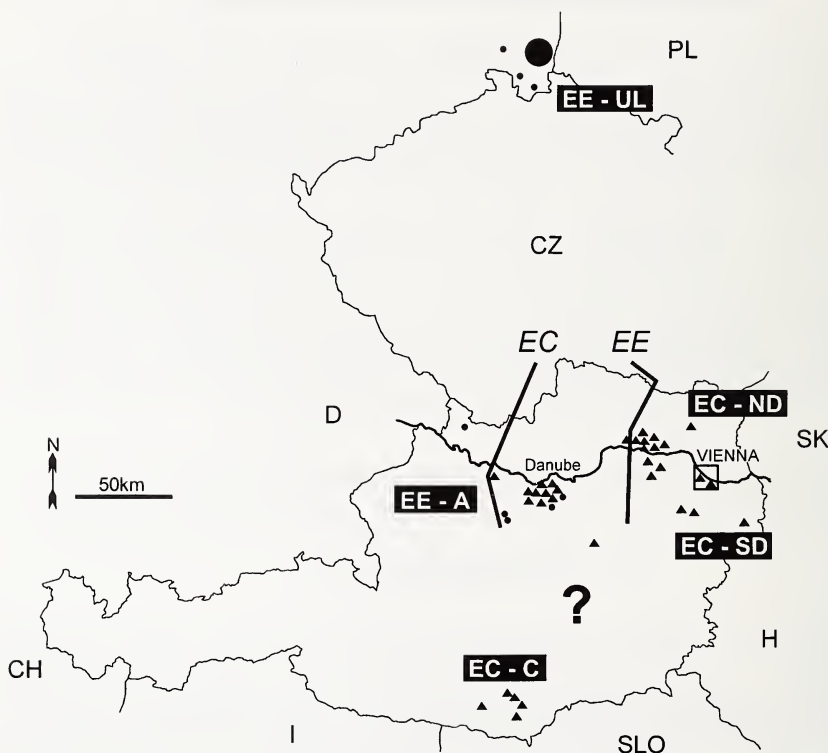 PL
EE - UL
CZ
EC
EE
EC - ND
D
SK
N
VIENNA
Danube
50km
EE - A
EC - SD
?
H
EC - C
CH
I
SLO